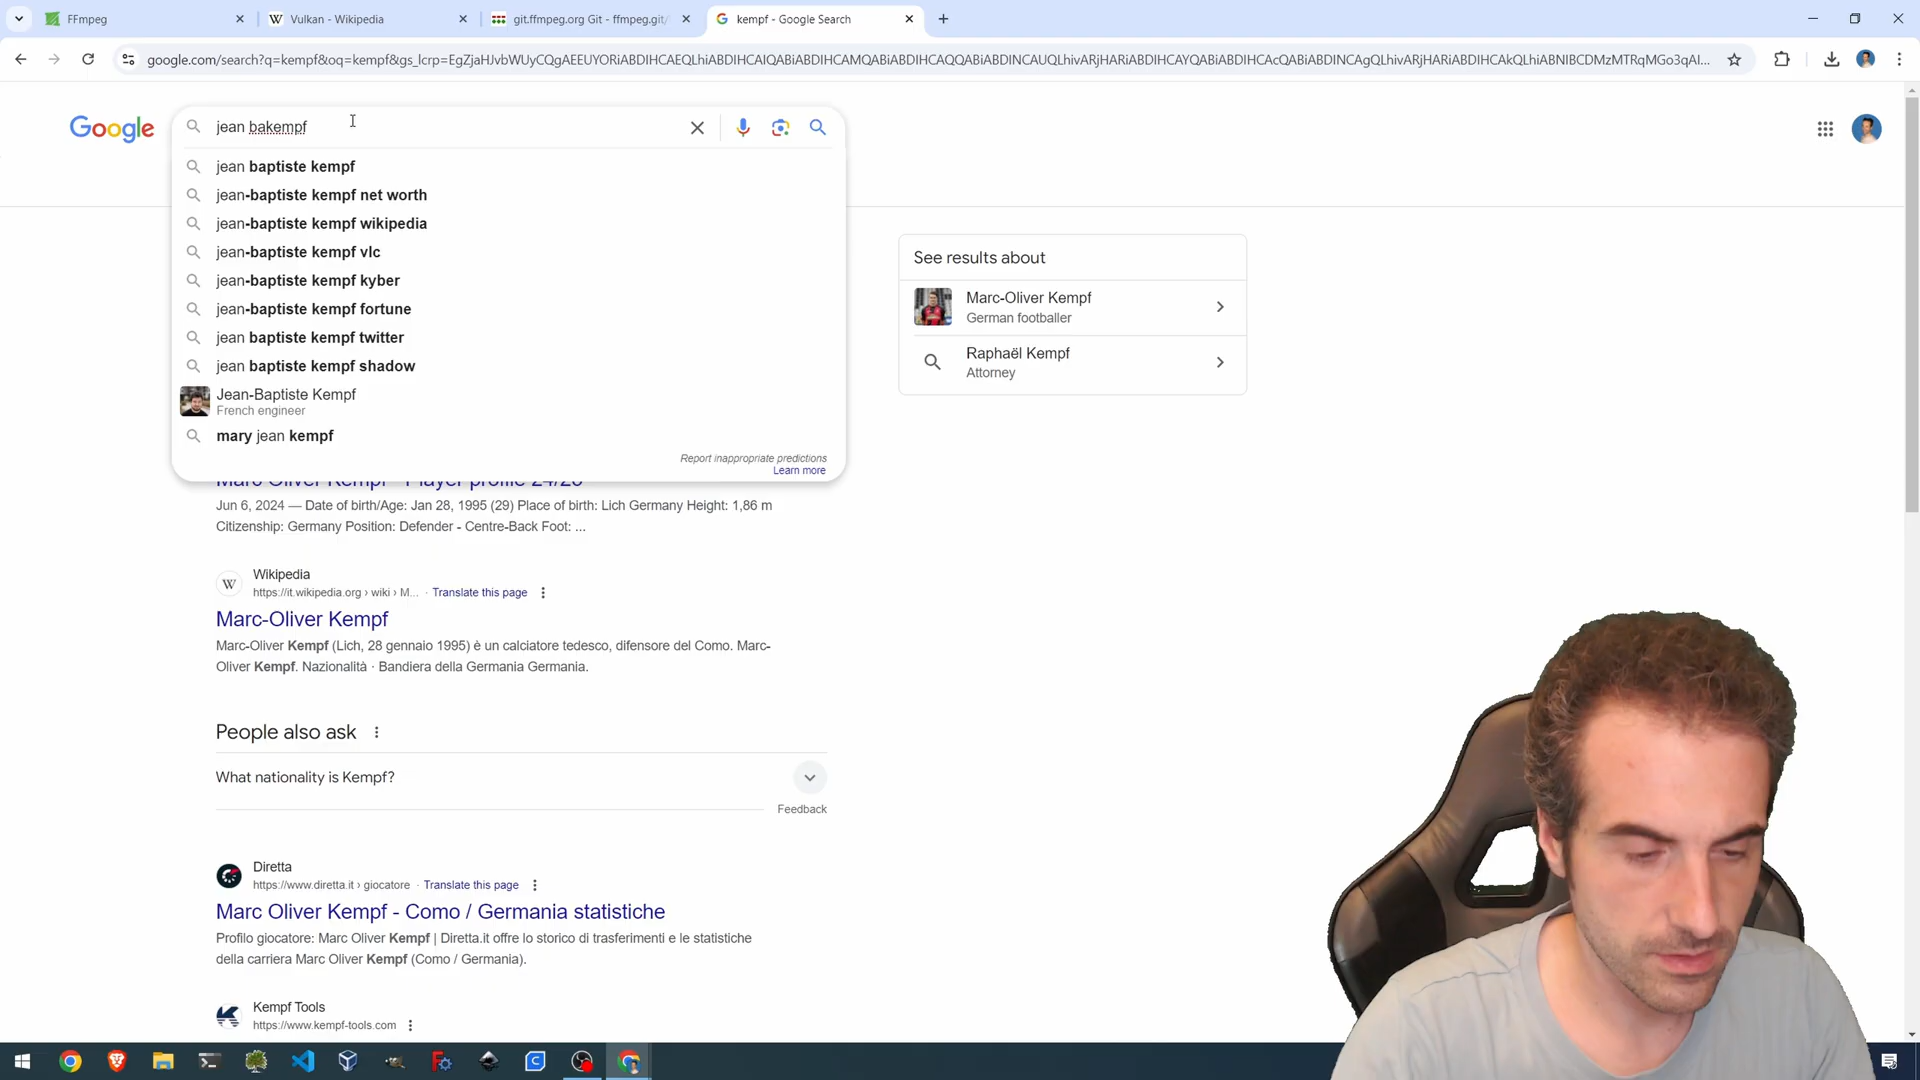 FFmpeg
Vulkan - Wikipedia
git.ffmpeg.org Git - ffmpeg.git/
kempf - Google Search
google.com/search?q=kempf&oq=kempf&gs_lcrp=
Google
jean bakempf
jean baptiste kempf
jean-baptiste kempf net worth
jean-baptiste kempf wikipedia
jean-baptiste kempf vlc
jean-baptiste kempf kyber
jean-baptiste kempf fortune
jean baptiste kempf twitter
jean baptiste kempf shadow
Jean-Baptiste Kempf
French engineer
mary jean kempf
Report inappropriate predictions
Learn more
See results about
Marc-Oliver Kempf
German footballer
Raphaël Kempf
Attorney
Marc-Oliver Kempf - Player profile 24/25
Jun 6, 2024 — Date of birth/Age: Jan 28, 1995 (29) Place of birth: Lich Germany Height: 1,86 m
Citizenship: Germany Position: Defender - Centre-Back Foot: ...
Wikipedia
https://it.wikipedia.org › wiki › M... · Translate this page
Marc-Oliver Kempf
Marc-Oliver Kempf (Lich, 28 gennaio 1995) è un calciatore tedesco, difensore del Como. Marc-
Oliver Kempf. Nazionalità · Bandiera della Germania Germania.
People also ask
What nationality is Kempf?
Feedback
Diretta
https://www.diretta.it › giocatore · Translate this page
Marc Oliver Kempf - Como / Germania statistiche
Profilo giocatore: Marc Oliver Kempf | Diretta.it offre lo storico di trasferimenti e le statistiche
della carriera Marc Oliver Kempf (Como / Germania).
Kempf Tools
https://www.kempf-tools.com